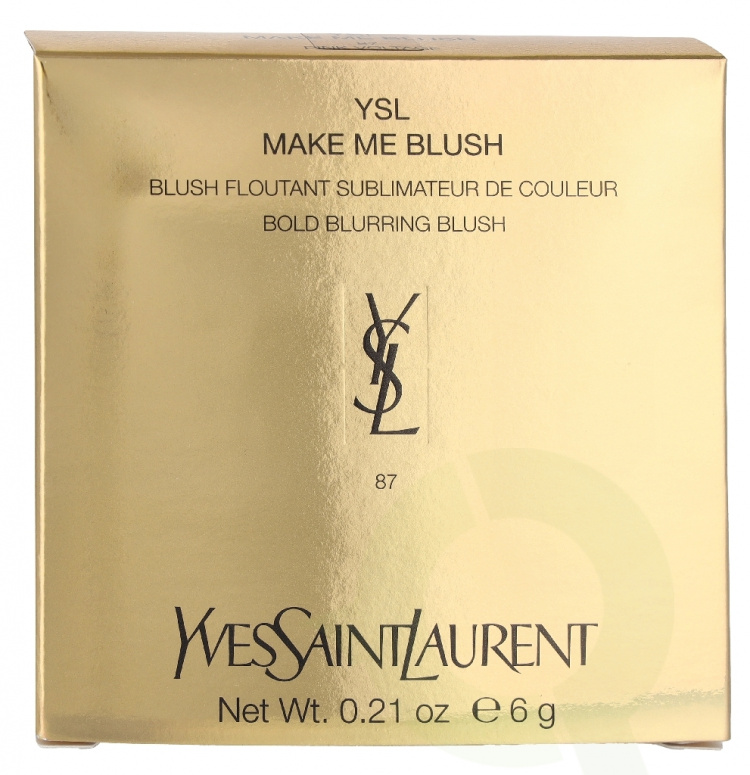 YSL
MAKE ME BLUSH
BLUSH FLOUTANT SUBLIMATEUR DE COULEUR
BOLD BLURRING BLUSH
YSL
87
YVESSAINTLAURENT
Net Wt. 0.21 oz ℮ 6 g